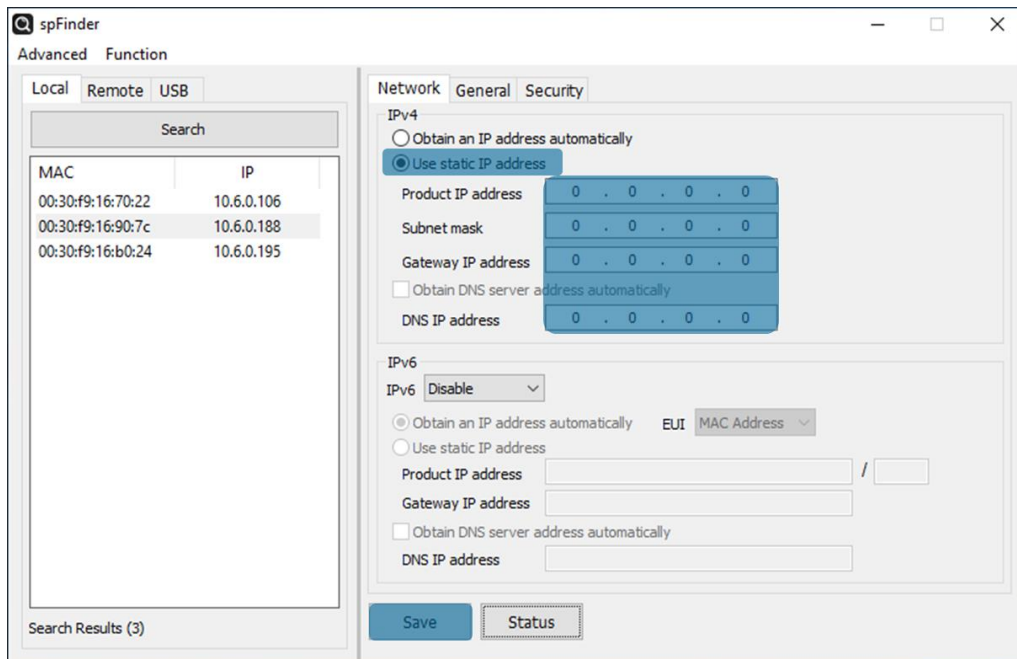 spFinder
Advanced Function
Local Remote USB
Search
MAC IP
00:30:f9:16:70:22 10.6.0.106
00:30:f9:16:90:7c 10.6.0.188
00:30:f9:16:b0:24 10.6.0.195
Search Results (3)
Network General Security
IPv4
Obtain an IP address automatically
Use static IP address
Product IP address 0 . 0 . 0 . 0
Subnet mask 0 . 0 . 0 . 0
Gateway IP address 0 . 0 . 0 . 0
Obtain DNS server address automatically
DNS IP address 0 . 0 . 0 . 0
IPv6
IPv6 Disable
Obtain an IP address automatically EUI MAC Address
Use static IP address
Product IP address /
Gateway IP address
Obtain DNS server address automatically
DNS IP address
Save Status